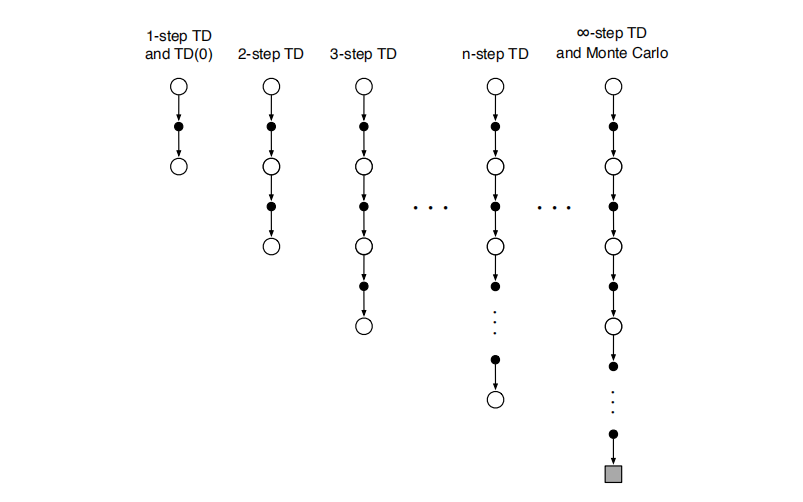 1-step TD
and TD(0)
2-step TD
3-step TD
n-step TD
∞-step TD
and Monte Carlo